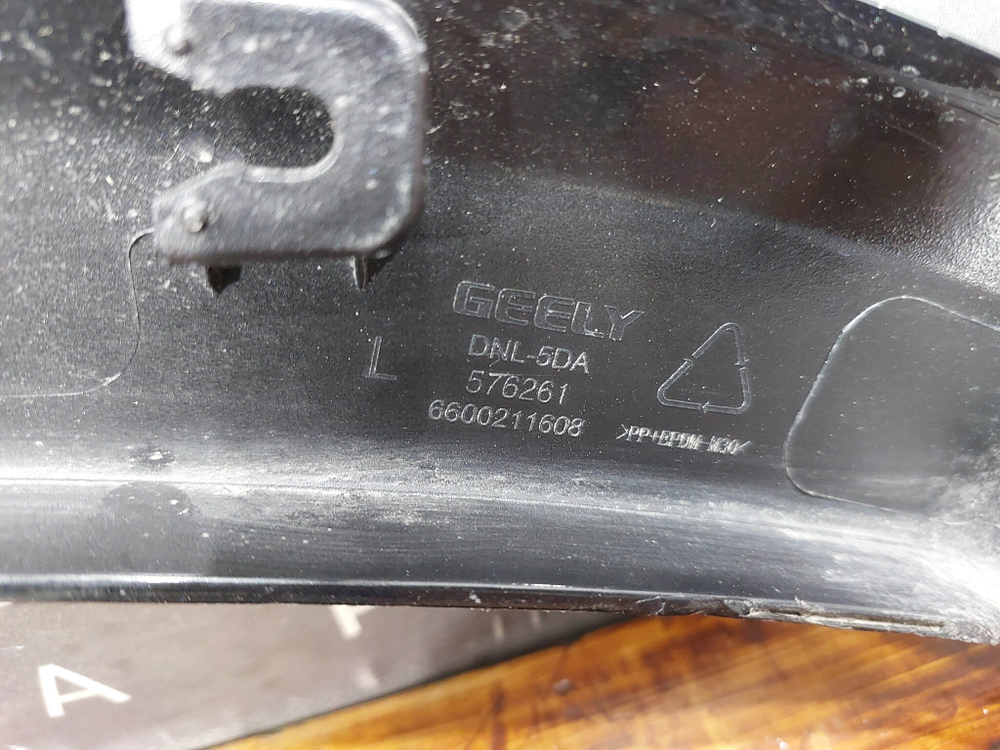 GEELY
DNL-5DA
L
576261
6600211608
>PP+EPDM-M30<
A